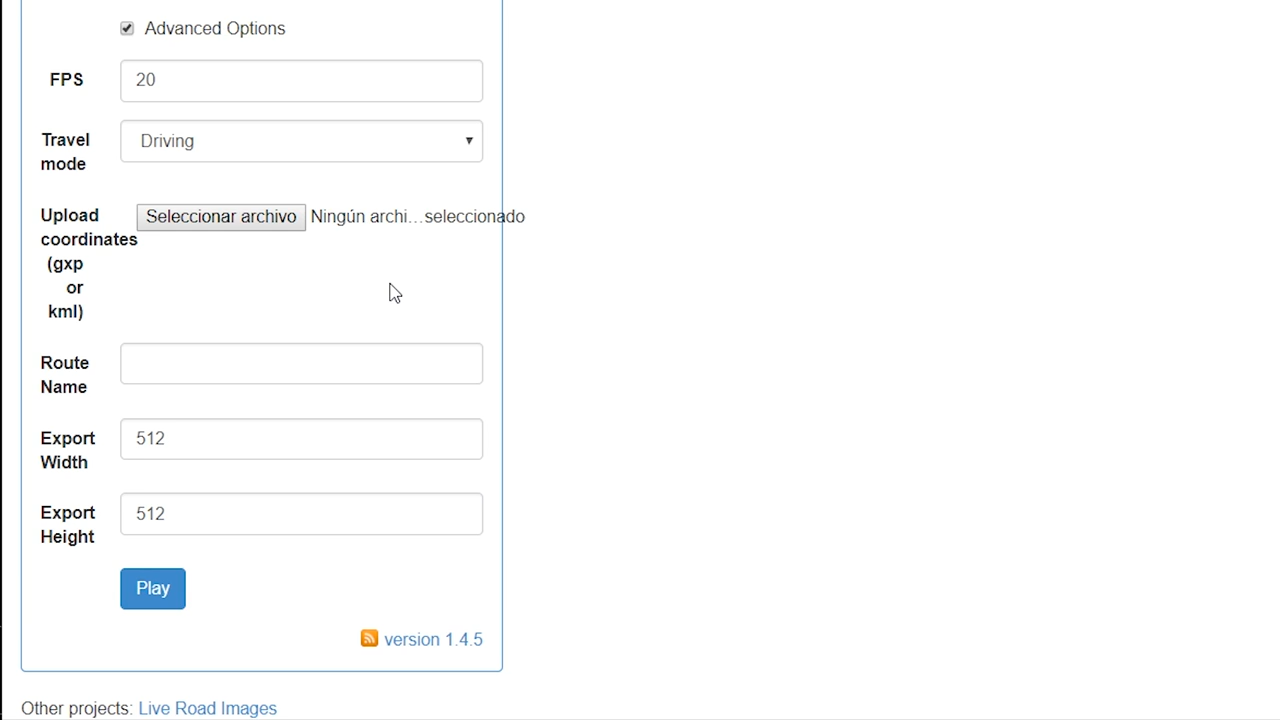 Advanced Options
FPS
20
Travel
mode
Driving
Upload
coordinates
(gxp
or
kml)
Seleccionar archivo Ningún archi...seleccionado
Route
Name
Export
Width
512
Export
Height
512
Play
version 1.4.5
Other projects: Live Road Images